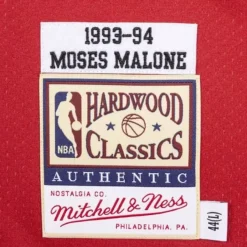 1993-94
MOSES MALONE
HARDWOOD
NBA
CLASSICS
AUTHENTIC
NOSTALGIA CO.
Mitchell & Ness
PHILADELPHIA, PA.
44(L)